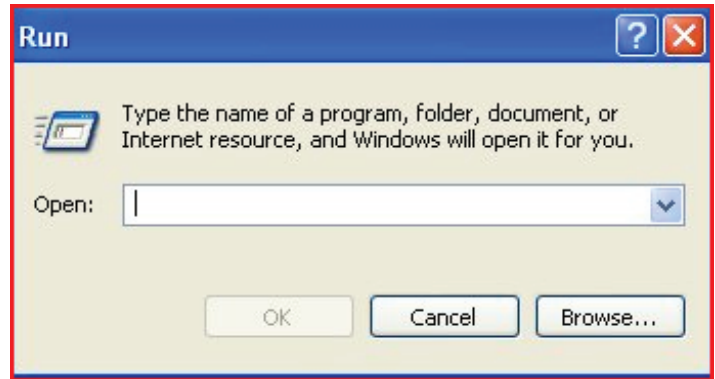 Run
Type the name of a program, folder, document, or
Internet resource, and Windows will open it for you.
Open:
OK
Cancel
Browse...